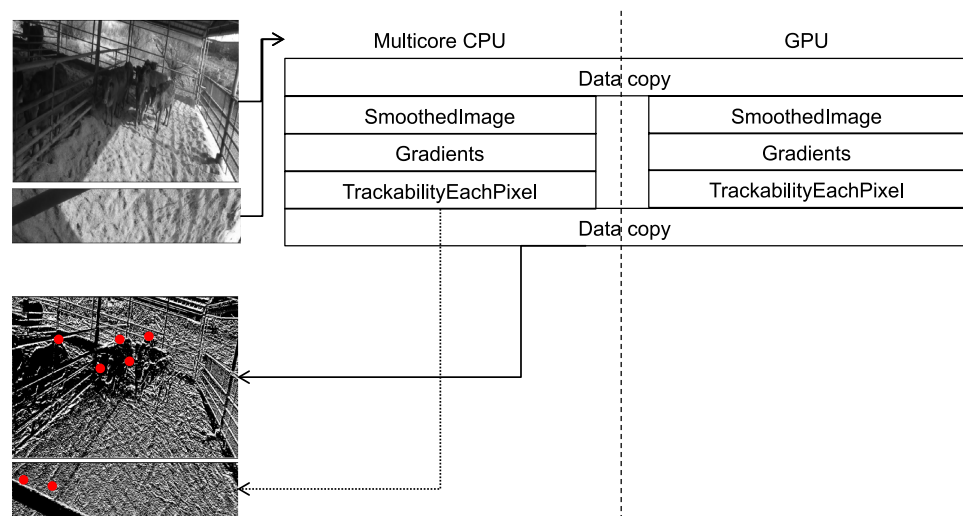 Multicore CPU
GPU
Data copy
SmoothedImage
SmoothedImage
Gradients
Gradients
TrackabilityEachPixel
TrackabilityEachPixel
Data copy